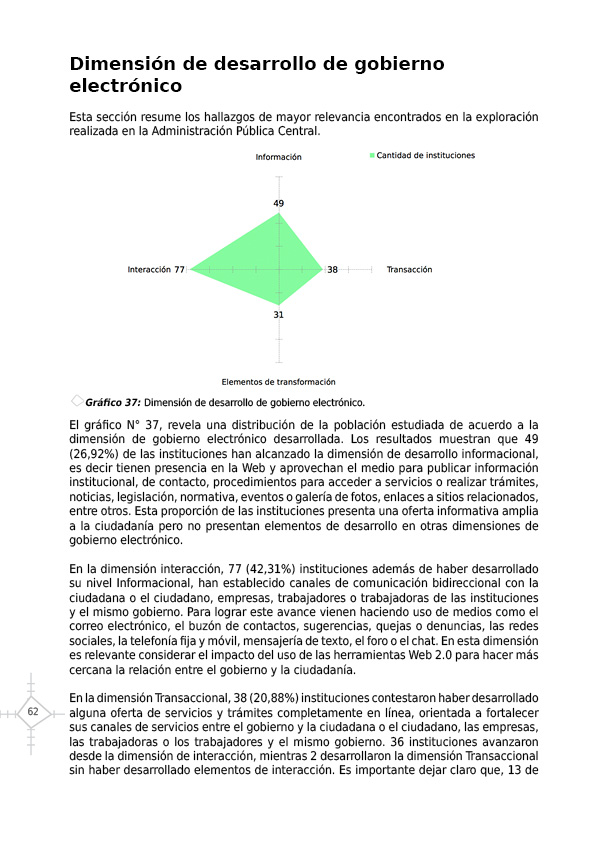 Dimensión de desarrollo de gobierno
electrónico
Esta sección resume los hallazgos de mayor relevancia encontrados en la exploración
realizada en la Administración Pública Central.
Información
Cantidad de instituciones
49
Interacción 77
38
Transacción
31
Elementos de transformación
Gráfico 37: Dimensión de desarrollo de gobierno electrónico.
El gráfico N° 37, revela una distribución de la población estudiada de acuerdo a la
dimensión de gobierno electrónico desarrollada. Los resultados muestran que 49
(26,92%) de las instituciones han alcanzado la dimensión de desarrollo informacional,
es decir tienen presencia en la Web y aprovechan el medio para publicar información
institucional, de contacto, procedimientos para acceder a servicios o realizar trámites,
noticias, legislación, normativa, eventos o galería de fotos, enlaces a sitios relacionados,
entre otros. Esta proporción de las instituciones presenta una oferta informativa amplia
a la ciudadanía pero no presentan elementos de desarrollo en otras dimensiones de
gobierno electrónico.
En la dimensión interacción, 77 (42,31%) instituciones además de haber desarrollado
su nivel Informacional, han establecido canales de comunicación bidireccional con la
ciudadana o el ciudadano, empresas, trabajadores o trabajadoras de las instituciones
y el mismo gobierno. Para lograr este avance vienen haciendo uso de medios como el
correo electrónico, el buzón de contactos, sugerencias, quejas o denuncias, las redes
sociales, la telefonía fija y móvil, mensajería de texto, el foro o el chat. En esta dimensión
es relevante considerar el impacto del uso de las herramientas Web 2.0 para hacer más
cercana la relación entre el gobierno y la ciudadanía.
En la dimensión Transaccional, 38 (20,88%) instituciones contestaron haber desarrollado
alguna oferta de servicios y trámites completamente en línea, orientada a fortalecer
sus canales de servicios entre el gobierno y la ciudadana o el ciudadano, las empresas,
las trabajadoras o los trabajadores y el mismo gobierno. 36 instituciones avanzaron
desde la dimensión de interacción, mientras 2 desarrollaron la dimensión Transaccional
sin haber desarrollado elementos de interacción. Es importante dejar claro que, 13 de
62